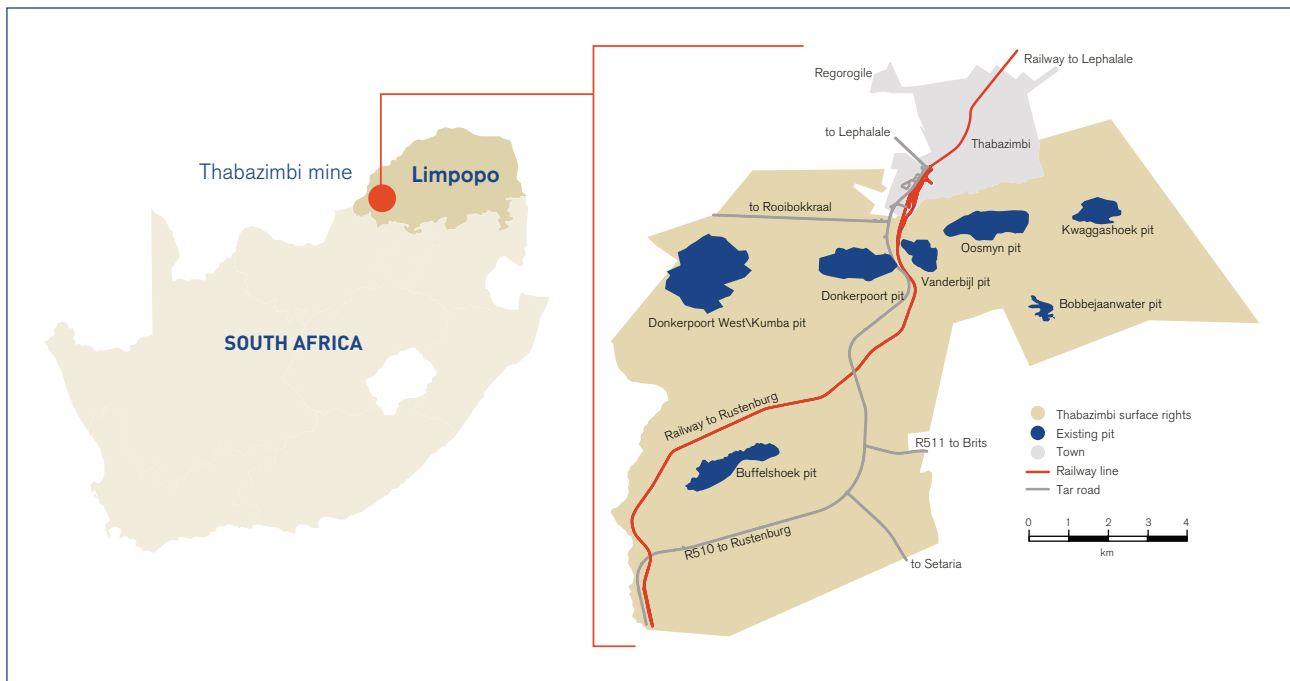 Thabazimbi mine
Limpopo
SOUTH AFRICA
Regorogile
Railway to Lephalale
to Lephalale
Thabazimbi
to Rooibokkraal
Kwaggashoek pit
Oosmyn pit
Vanderbijl pit
Donkerpoort pit
Bobbejaanwater pit
Donkerpoort West\Kumba pit
Railway to Rustenburg
R511 to Brits
Buffelshoek pit
R510 to Rustenburg
to Setaria
Thabazimbi surface rights
Existing pit
Town
Railway line
Tar road
0 1 2 3 4
km